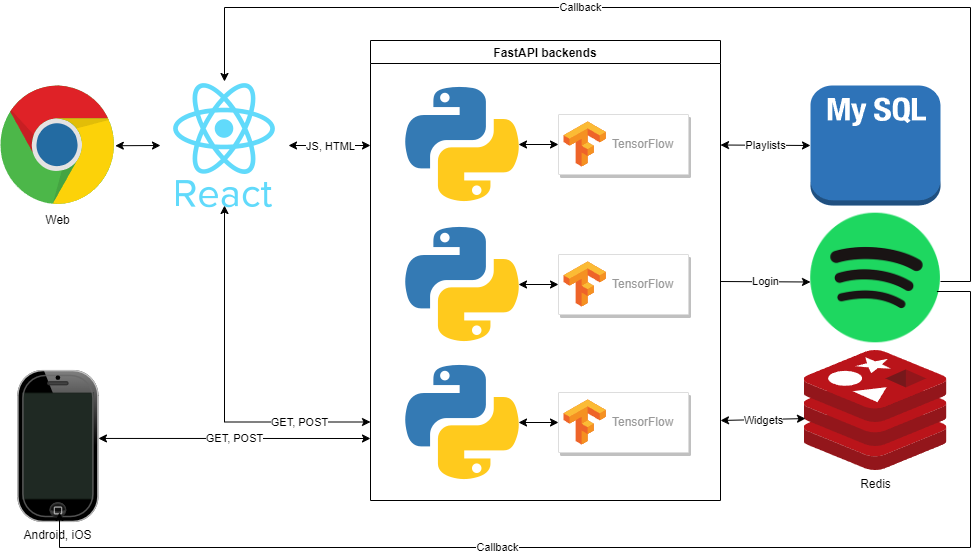 Callback
FastAPI backends
My SQL
JS, HTML
TensorFlow
Playlists
React
Web
TensorFlow
Login
GET, POST
TensorFlow
Widgets
GET, POST
Redis
Android, iOS
Callback